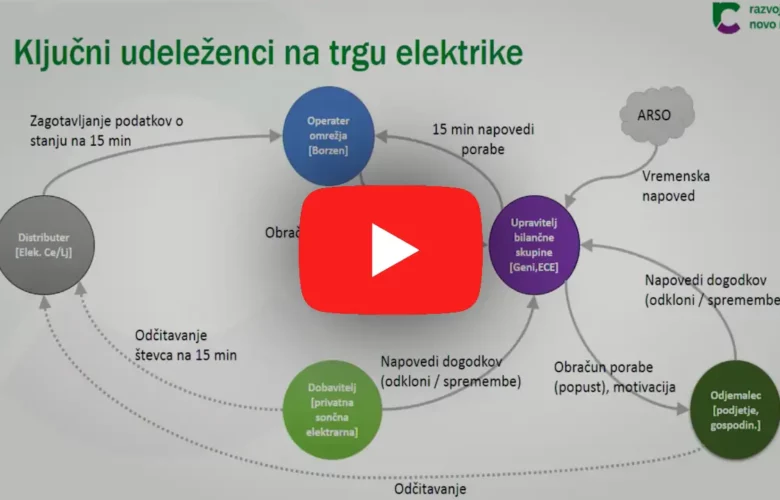 razvoj
novo
Ključni udeleženci na trgu elektrike
Zagotavljanje podatkov o
stanju na 15 min
Operater
omrežja
[Borzen]
15 min napovedi
porabe
ARSO
Vremenska
napoved
Distributer
[Elek. Ce/Lj]
Obrač
Upravitelj
bilančne
skupine
[Geni,ECE]
Napovedi dogodkov
(odkloni / spremembe
Odčitavanje
števca na 15 min
Napovedi dogodkov
(odkloni / spremembe)
Dobavitelj
[privatna
sončna
elektrarna]
Obračun porabe
(popust), motivacija
Odjemalec
[podjetje,
gospodin.]
Odčitavanje